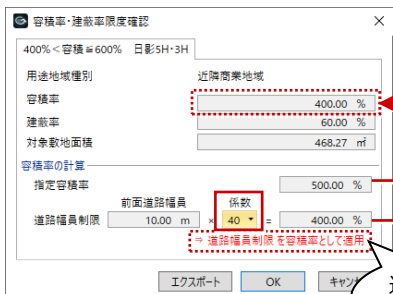 容積率・建蔽率限度確認
400%＜容積≦600% 日影5H・3H
用途地域種別 近隣商業地域
容積率 400.00 %
建蔽率 60.00 %
対象敷地面積 468.27 ㎡
容積率の計算
指定容積率 500.00 %
前面道路幅員 係数
道路幅員制限 10.00 m × 40 = 400.00 %
⇒ 道路幅員制限 を容積率として適用
エクスポート OK キャンセ